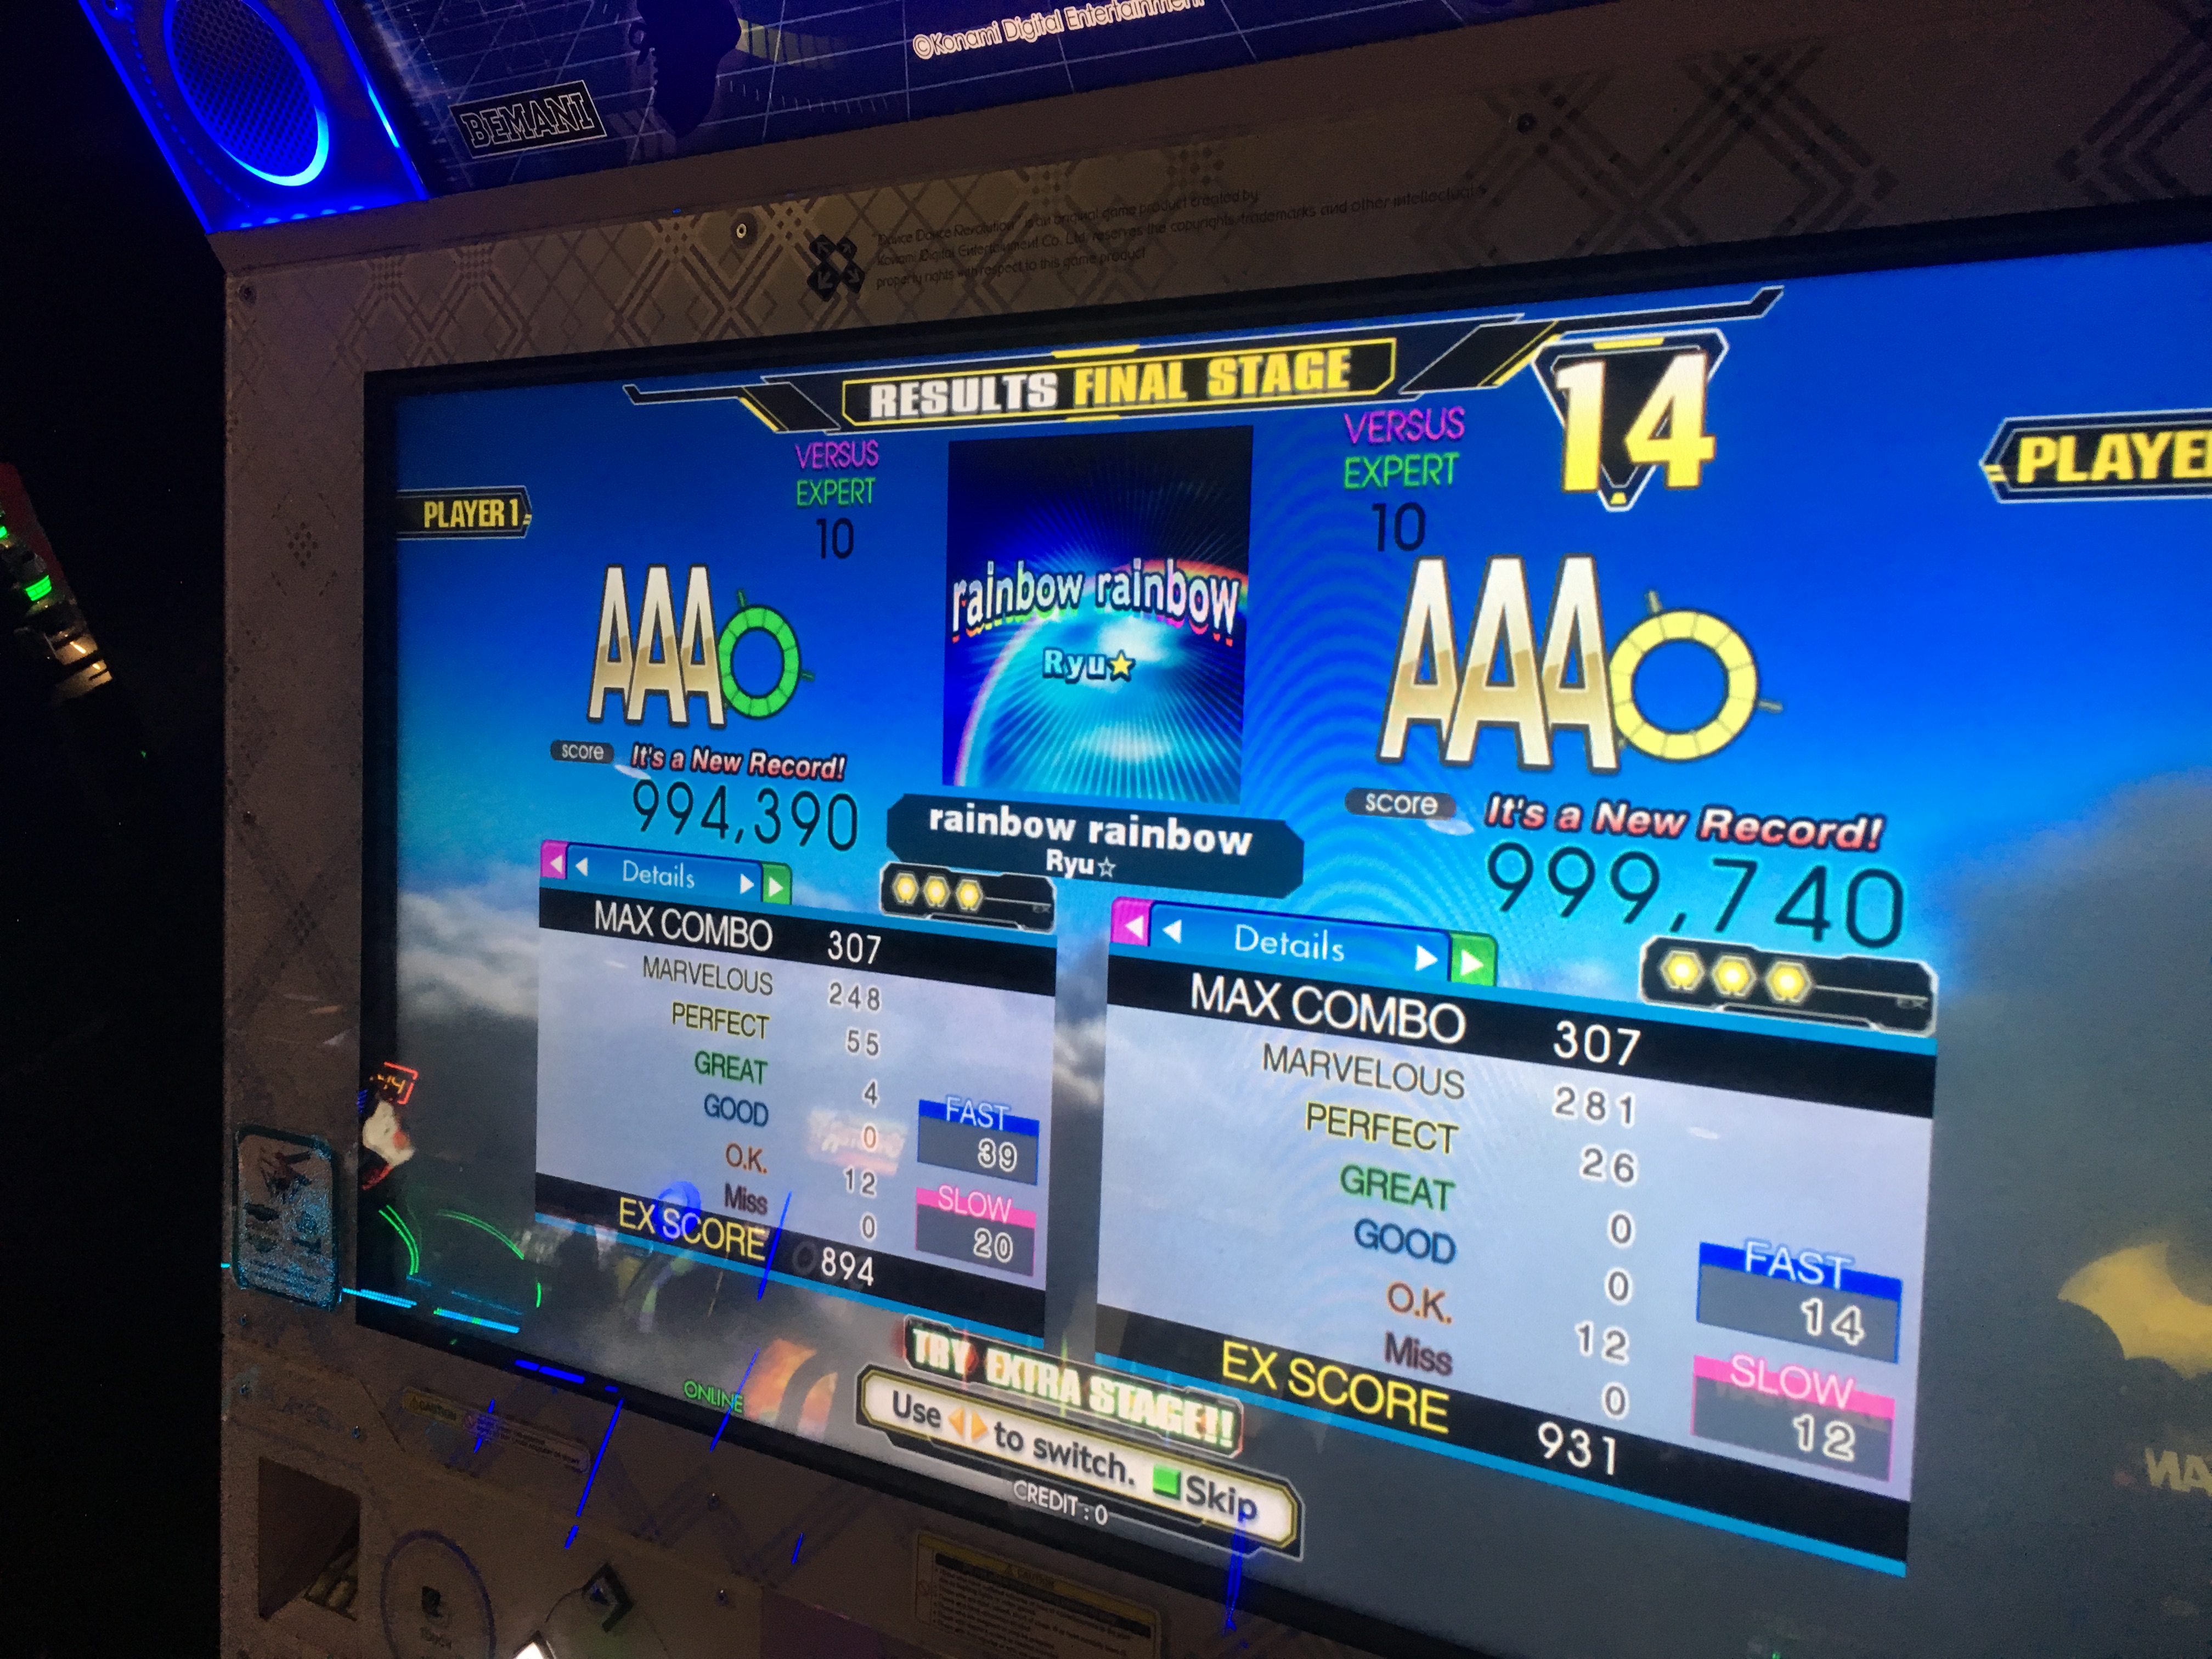 ©Konami Digital Entertainment
BEMANI
"Dance Dance Revolution" is an original game product created by
Konami Digital Entertainment Co., Ltd. reserves the copyrights, trademarks and other intellectual
property rights with respect to this game product
RESULTS FINAL STAGE
14
PLAYER 1
VERSUS
EXPERT
10
VERSUS
EXPERT
10
PLAYE
AAA
rainbow rainbow
Ryu★
AAA
score It's a New Record!
994,390
rainbow rainbow
Ryu☆
score It's a New Record!
999,740
Details
MAX COMBO 307
MARVELOUS 248
PERFECT 55
GREAT 4
GOOD 0
O.K. 12
Miss 0
EX SCORE 894
FAST
39
SLOW
20
Details
MAX COMBO 307
MARVELOUS 281
PERFECT 26
GREAT 0
GOOD 0
O.K. 12
Miss 0
EX SCORE 931
FAST
14
SLOW
12
EX
EX
TRY EXTRA STAGE!!
Use to switch. Skip
ONLINE
CREDIT : 0
CAUTION